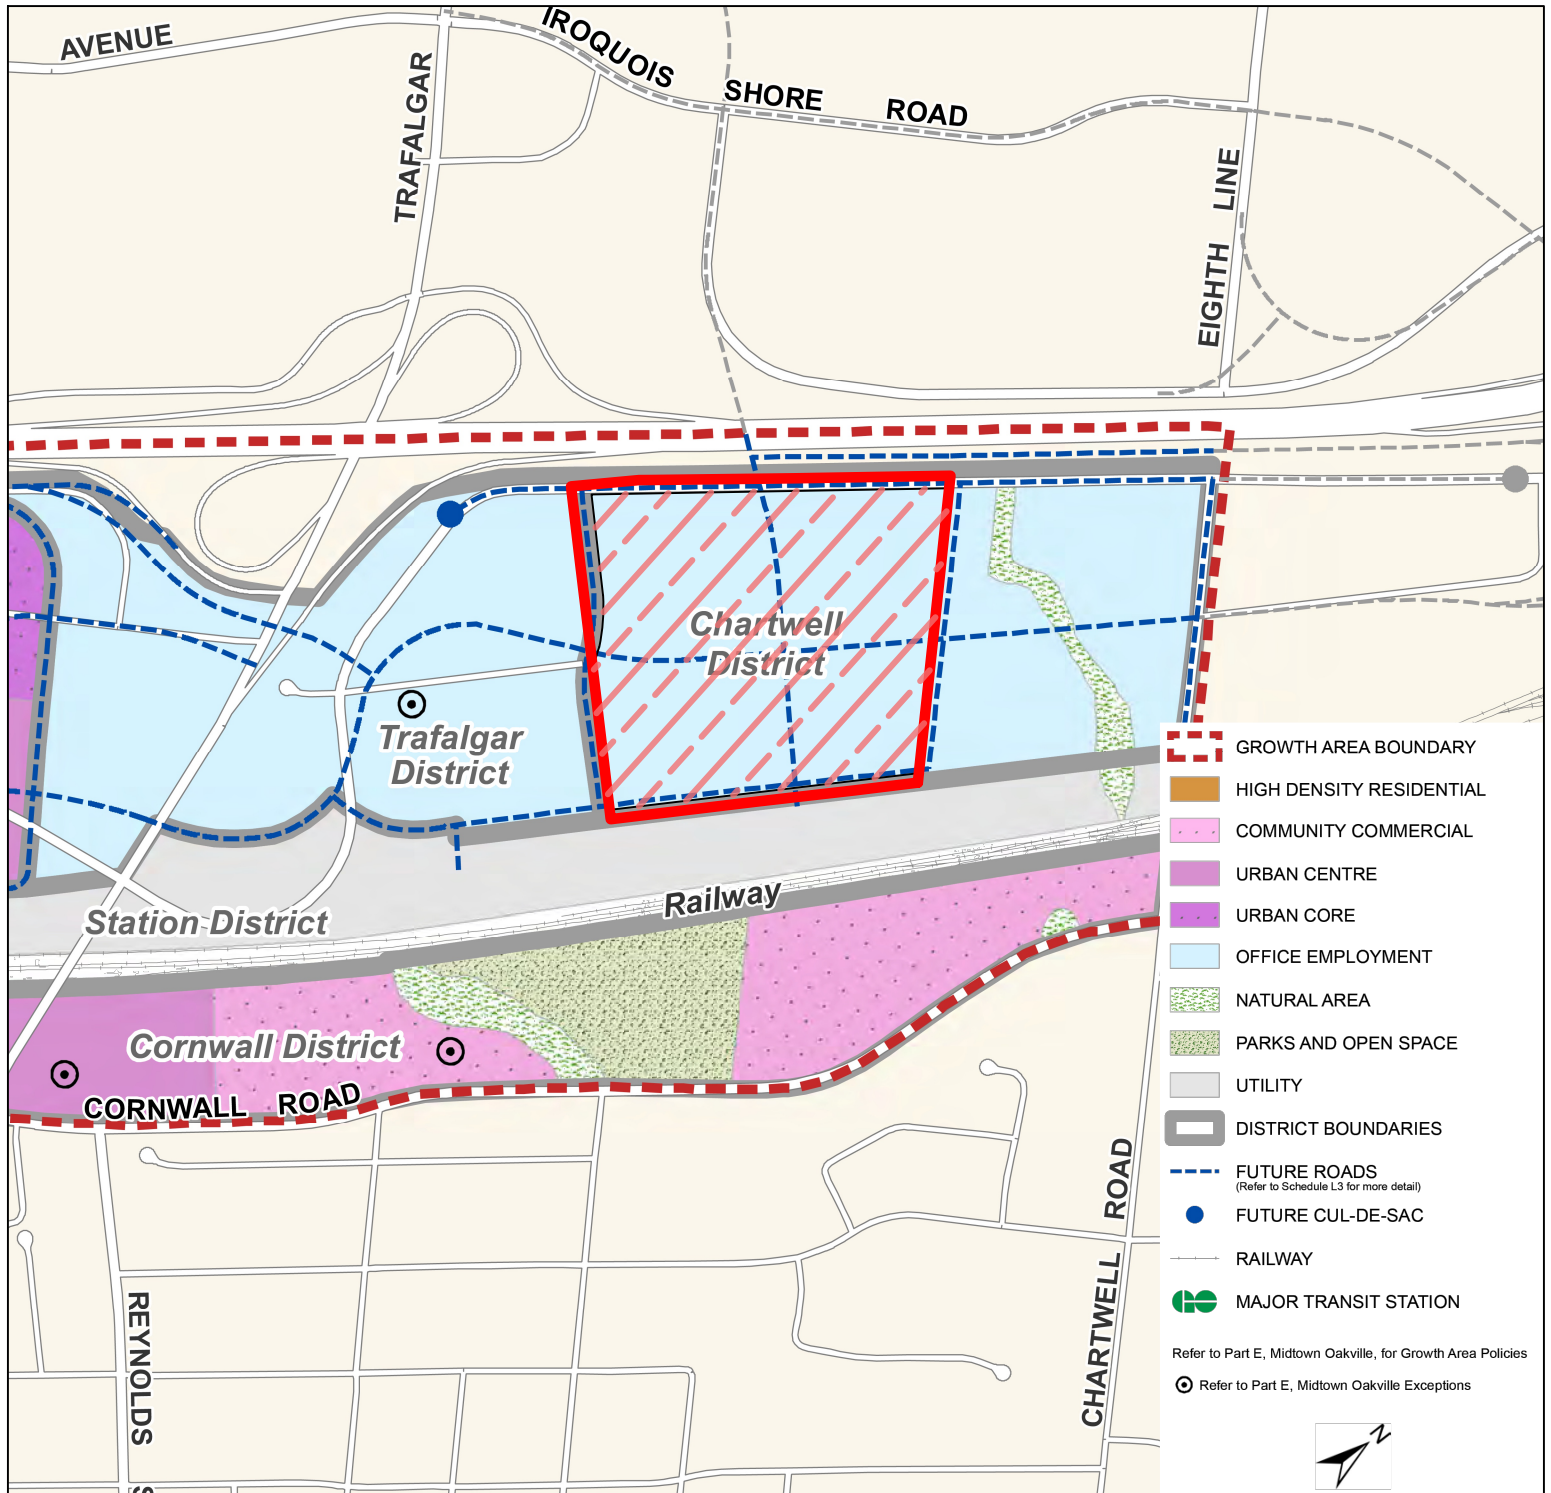 AVENUE
IROQUOIS
SHORE
ROAD
TRAFALGAR
EIGHTH
LINE
Chartwell
District
Trafalgar
District
Station District
Railway
Cornwall District
CORNWALL
ROAD
REYNOLDS
S
CHARTWELL
ROAD
GROWTH AREA BOUNDARY
HIGH DENSITY RESIDENTIAL
COMMUNITY COMMERCIAL
URBAN CENTRE
URBAN CORE
OFFICE EMPLOYMENT
NATURAL AREA
PARKS AND OPEN SPACE
UTILITY
DISTRICT BOUNDARIES
FUTURE ROADS
(Refer to Schedule L3 for more detail)
FUTURE CUL-DE-SAC
RAILWAY
GO MAJOR TRANSIT STATION
Refer to Part E, Midtown Oakville, for Growth Area Policies
Refer to Part E, Midtown Oakville Exceptions
N